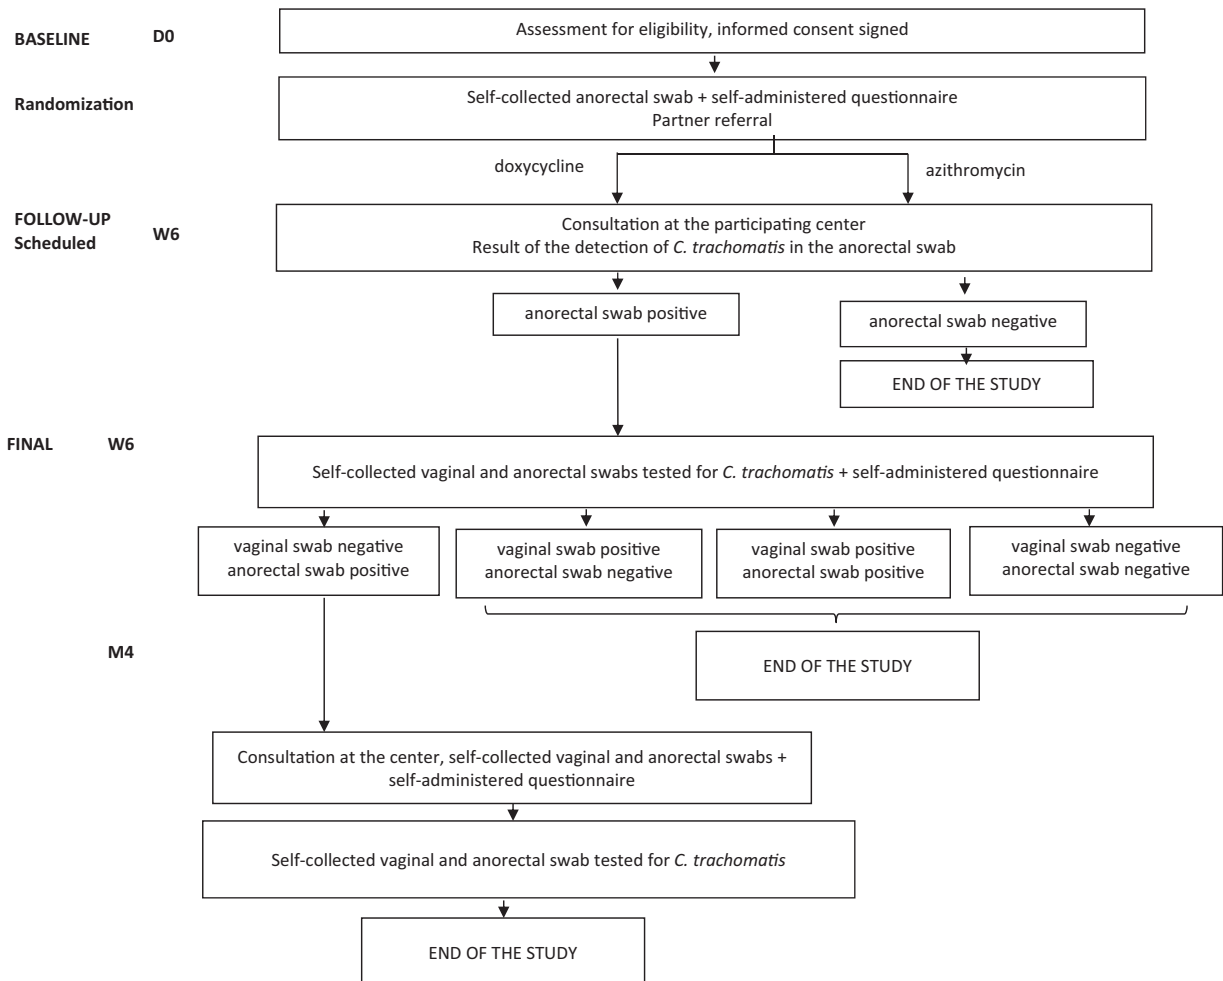 BASELINE D0
Assessment for eligibility, informed consent signed
Randomization
Self-collected anorectal swab + self-administered questionnaire
Partner referral
doxycycline
azithromycin
FOLLOW-UP
Scheduled
W6
Consultation at the participating center
Result of the detection of C. trachomatis in the anorectal swab
anorectal swab positive
anorectal swab negative
END OF THE STUDY
FINAL W6
Self-collected vaginal and anorectal swabs tested for C. trachomatis + self-administered questionnaire
vaginal swab negative
anorectal swab positive
vaginal swab positive
anorectal swab negative
vaginal swab positive
anorectal swab positive
vaginal swab negative
anorectal swab negative
M4
END OF THE STUDY
Consultation at the center, self-collected vaginal and anorectal swabs +
self-administered questionnaire
Self-collected vaginal and anorectal swab tested for C. trachomatis
END OF THE STUDY